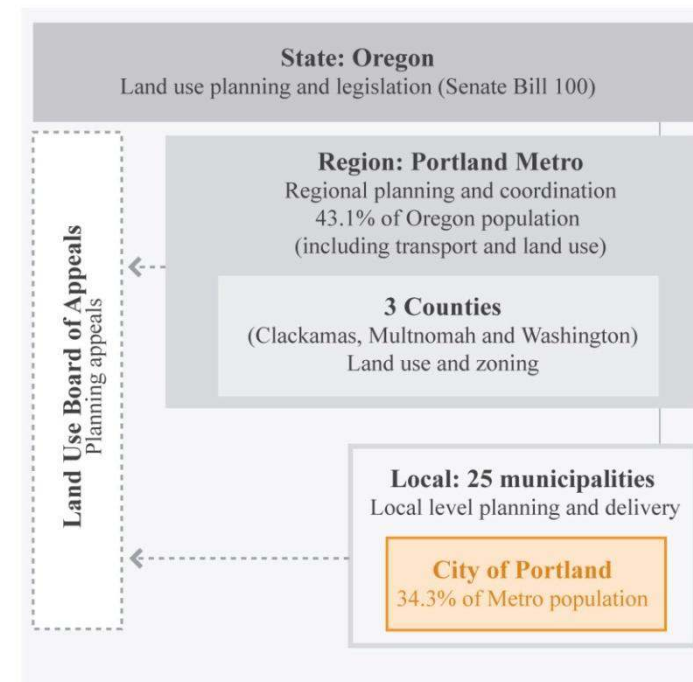 State: Oregon
Land use planning and legislation (Senate Bill 100)
Region: Portland Metro
Regional planning and coordination
43.1% of Oregon population
(including transport and land use)
3 Counties
(Clackamas, Multnomah and Washington)
Land use and zoning
Land Use Board of Appeals
Planning appeals
Local: 25 municipalities
Local level planning and delivery
City of Portland
34.3% of Metro population